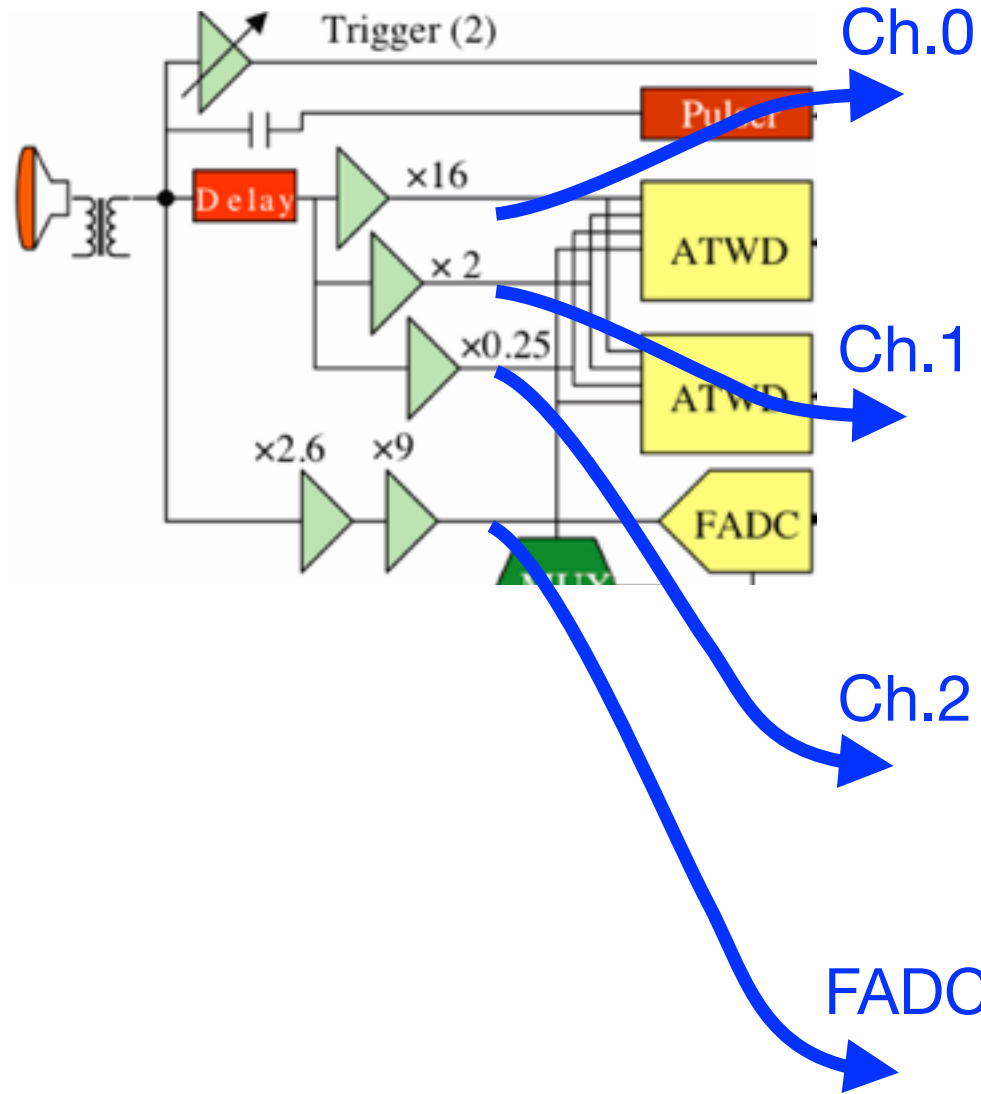 Trigger (2)
Ch.0
Pulser
Delay
×16
ATWD
× 2
×0.25
Ch.1
ATWD
×2.6
×9
FADC
MUX
Ch.2
FADC